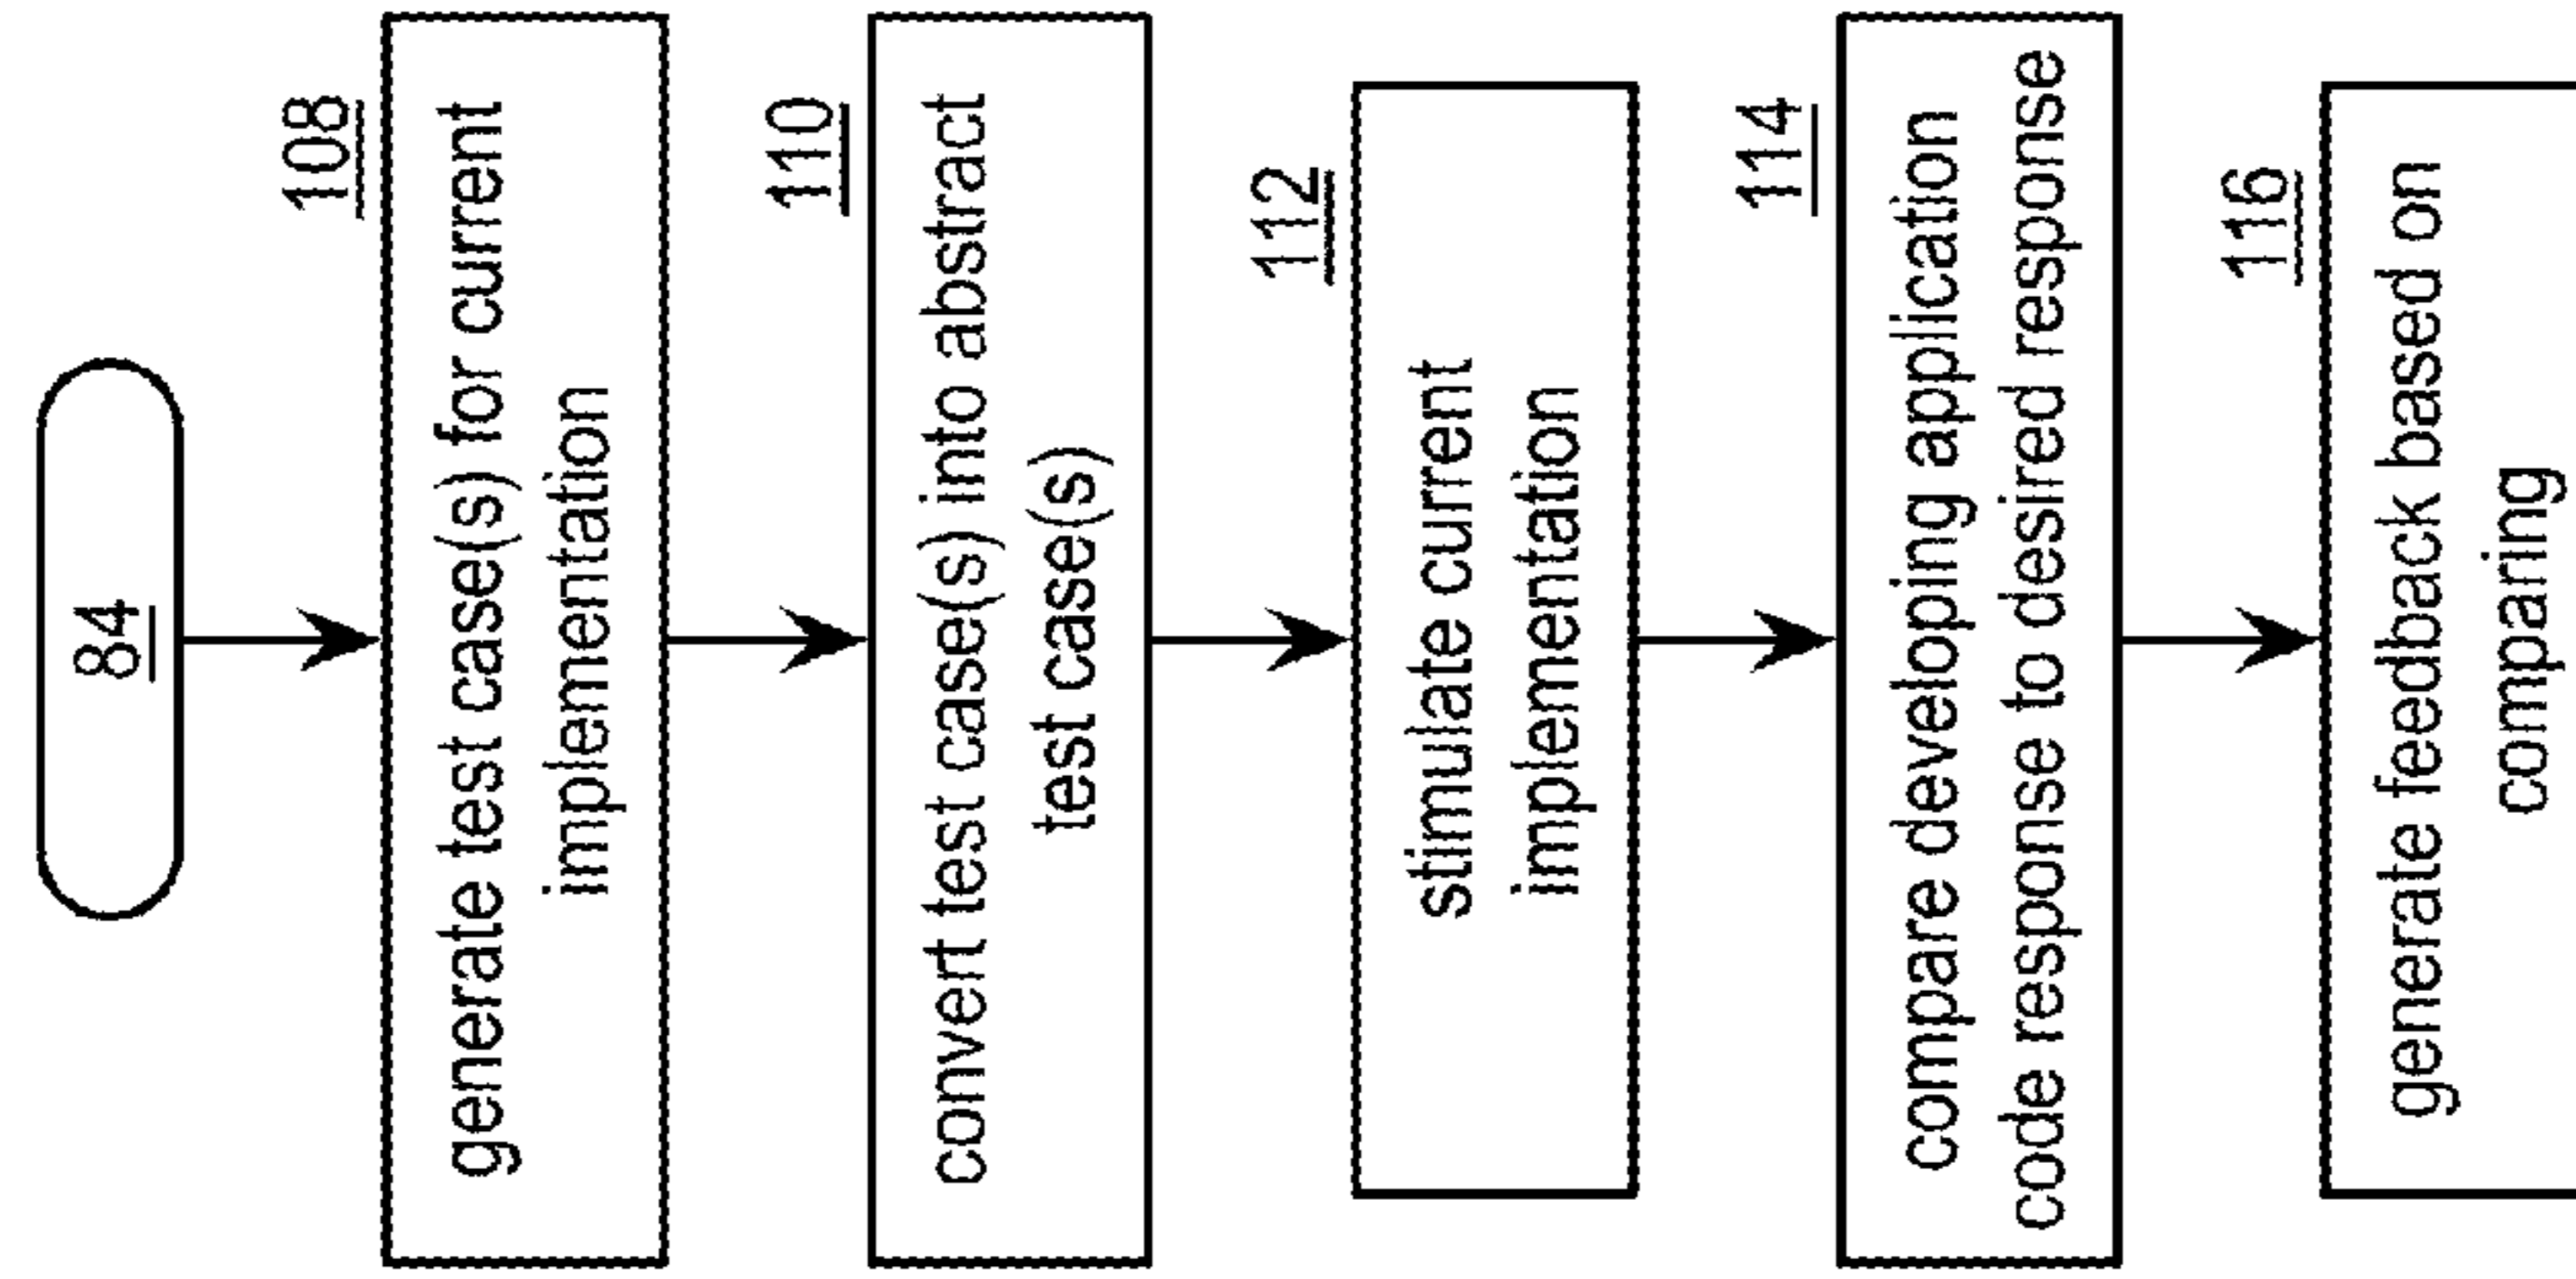 84
108
generate test case(s) for current
implementation
110
convert test case(s) into abstract
test case(s)
112
stimulate current
implementation
114
compare developing application
code response to desired response
116
generate feedback based on
comparing